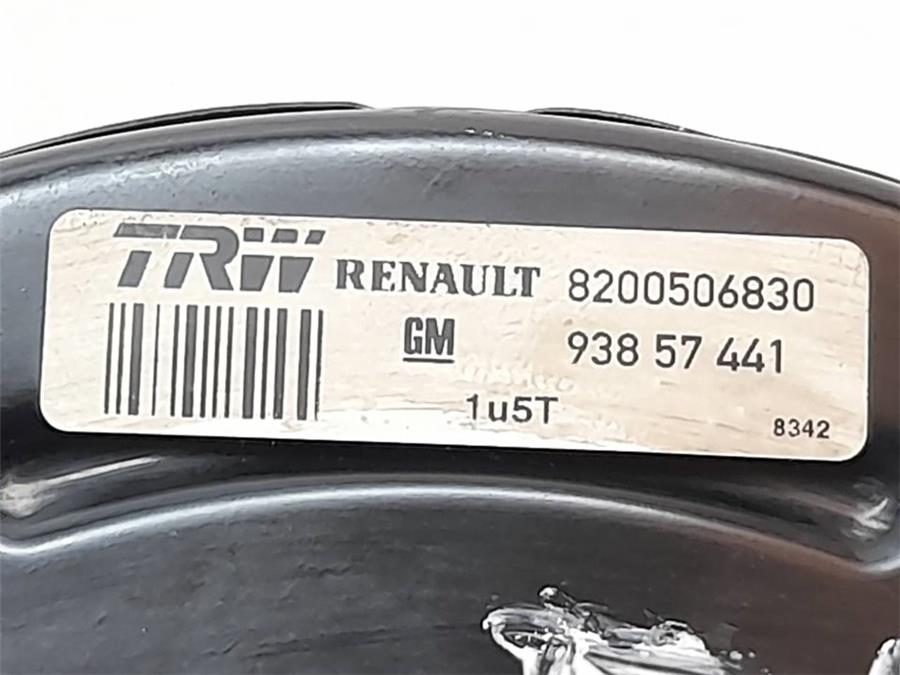 TRW RENAULT 8200506830
GM 938 57 441
1u5T 8342